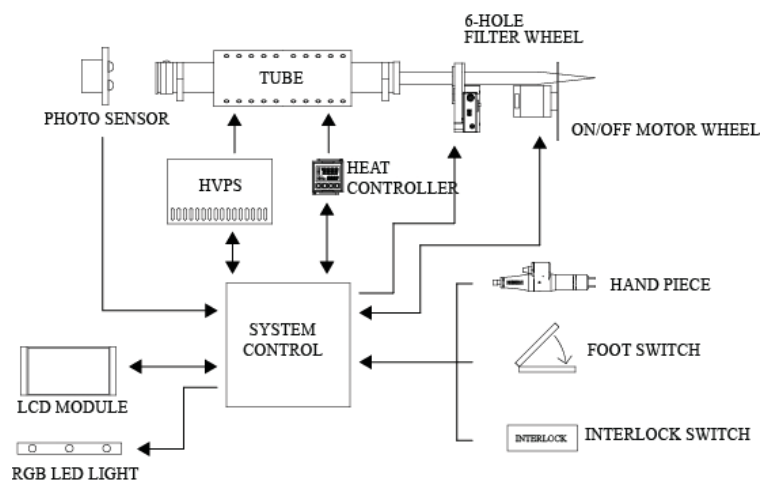 6-HOLE
FILTER WHEEL
TUBE
PHOTO SENSOR
ON/OFF MOTOR WHEEL
HVPS
HEAT
CONTROLLER
SYSTEM
CONTROL
HAND PIECE
FOOT SWITCH
LCD MODULE
INTERLOCK
INTERLOCK SWITCH
RGB LED LIGHT